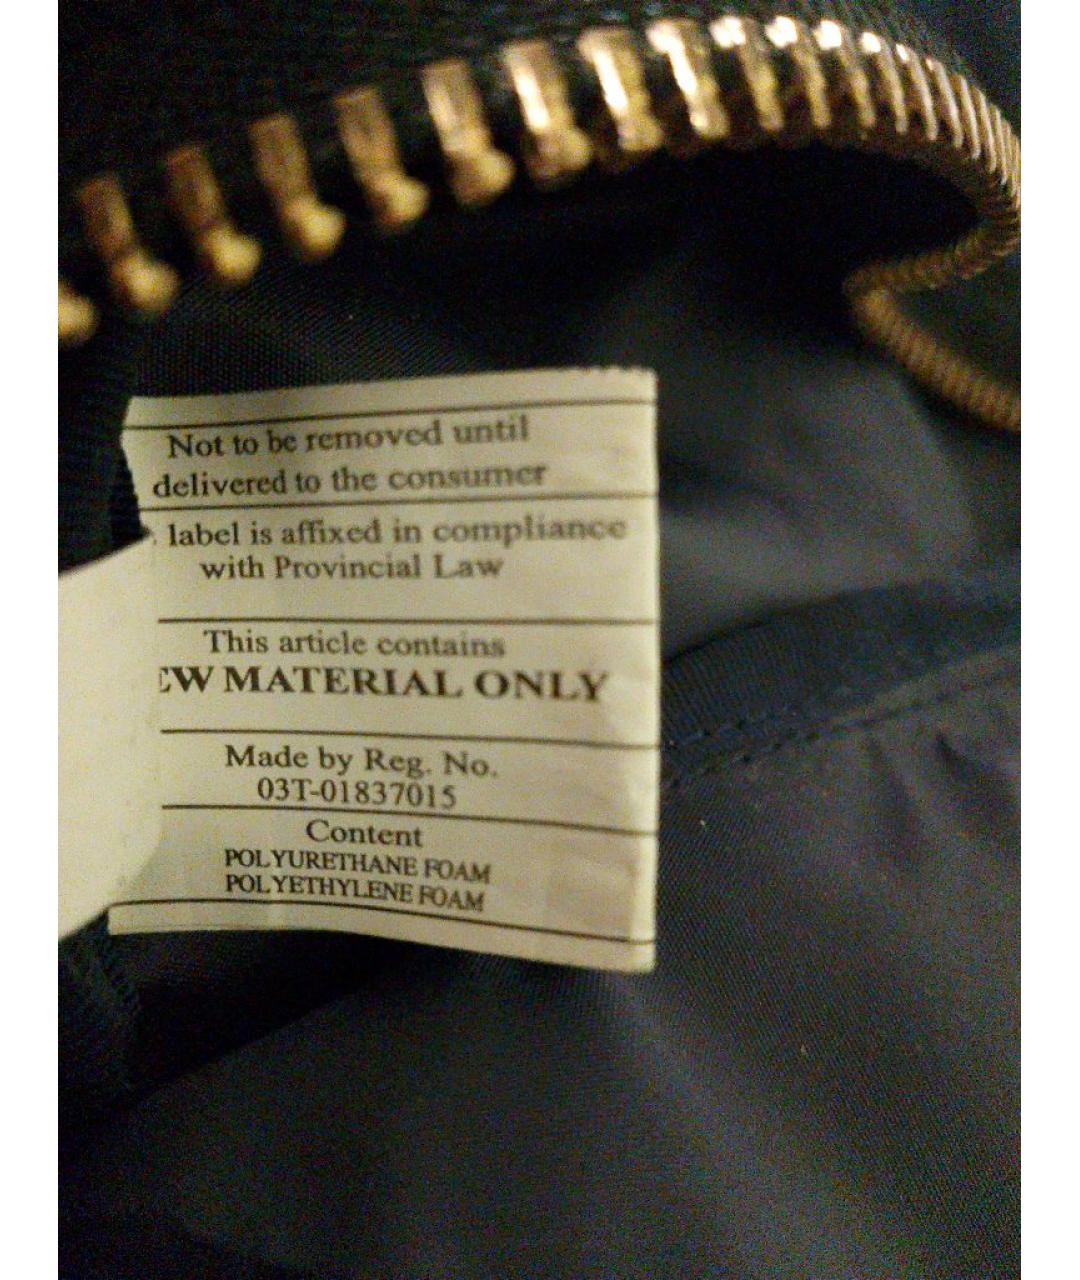 Not to be removed until
delivered to the consumer
label is affixed in compliance
with Provincial Law
This article contains
EW MATERIAL ONLY
Made by Reg. No.
03T-01837015
Content
POLYURETHANE FOAM
POLYETHYLENE FOAM